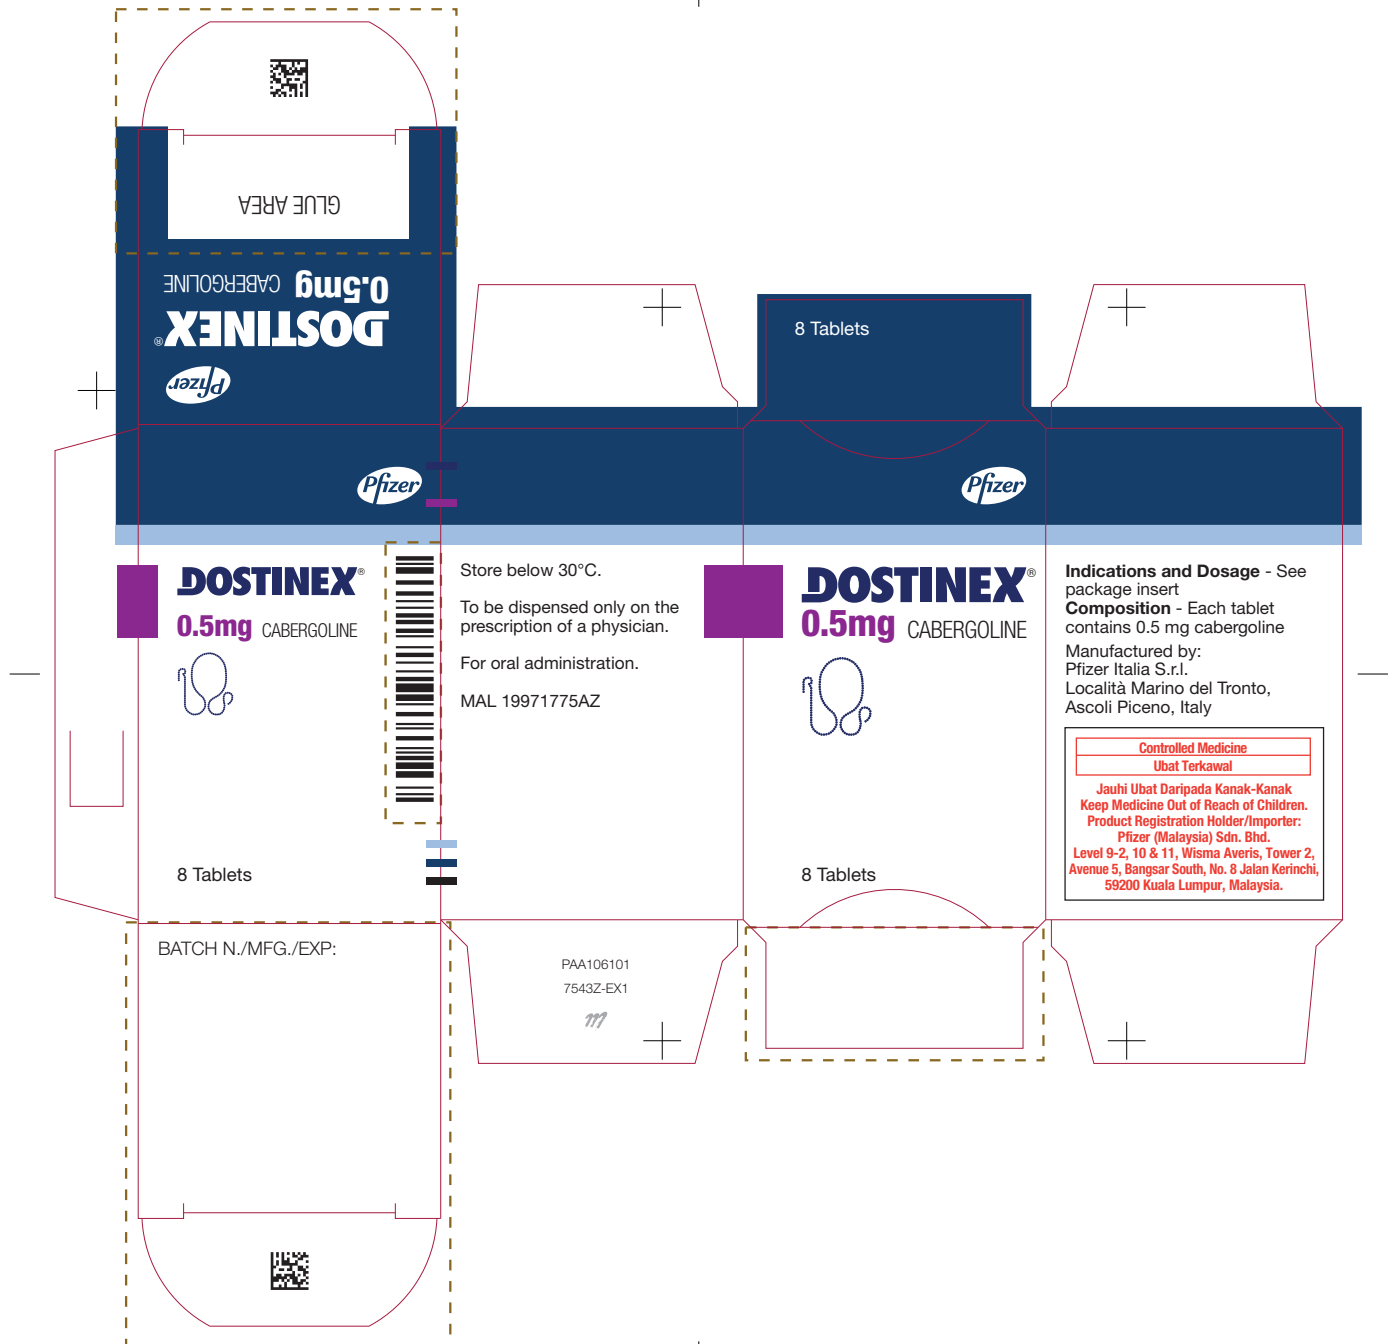 GLUE AREA
0.5mg CABERGOLINE
DOSTINEX®
Pfizer
8 Tablets
Pfizer
Pfizer
DOSTINEX®
0.5mg CABERGOLINE
8 Tablets
Store below 30°C.
To be dispensed only on the
prescription of a physician.
For oral administration.
MAL 19971775AZ
DOSTINEX®
0.5mg CABERGOLINE
8 Tablets
Indications and Dosage - See
package insert
Composition - Each tablet
contains 0.5 mg cabergoline
Manufactured by:
Pfizer Italia S.r.l.
Località Marino del Tronto,
Ascoli Piceno, Italy
Controlled Medicine
Ubat Terkawal
Jauhi Ubat Daripada Kanak-Kanak
Keep Medicine Out of Reach of Children.
Product Registration Holder/Importer:
Pfizer (Malaysia) Sdn. Bhd.
Level 9-2, 10 & 11, Wisma Averis, Tower 2,
Avenue 5, Bangsar South, No. 8 Jalan Kerinchi,
59200 Kuala Lumpur, Malaysia.
BATCH N./MFG./EXP:
PAA106101
7543Z-EX1
m